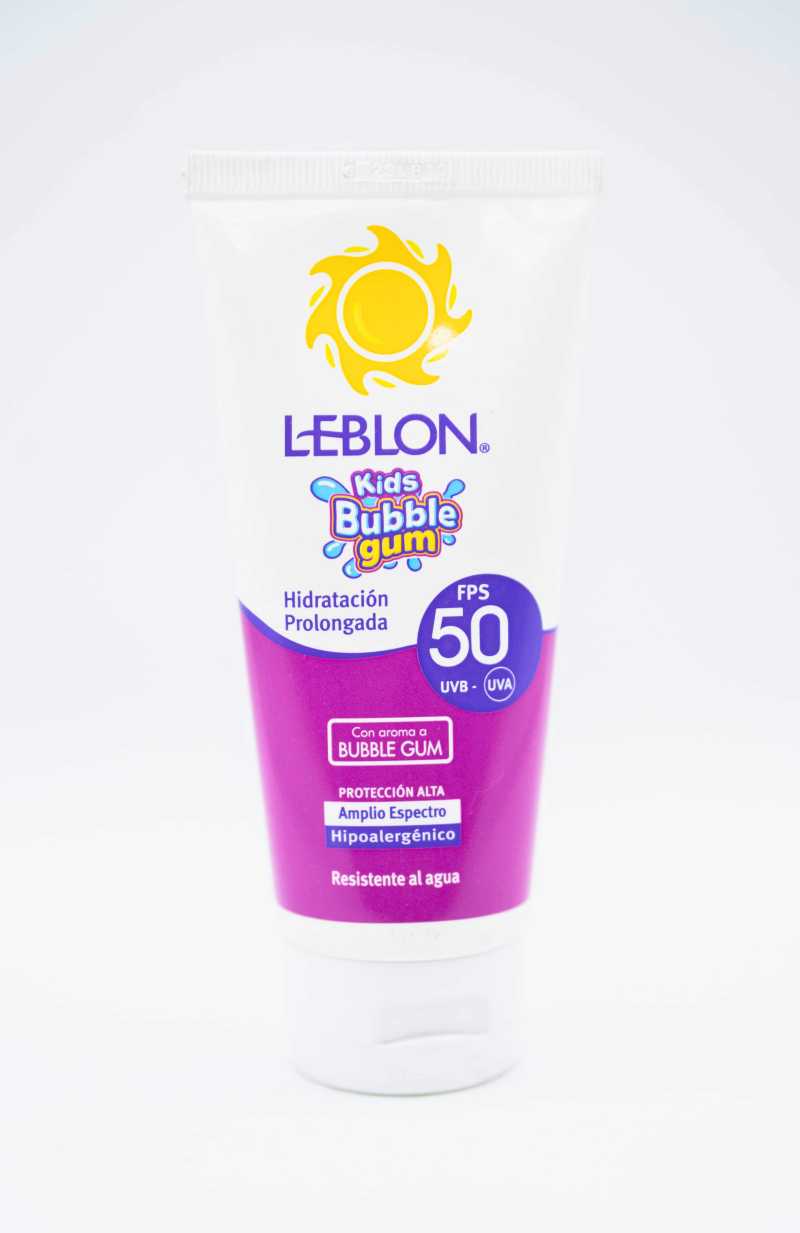 LEBLON®
Kids
Bubble
gum
Hidratación
Prolongada
FPS
50
UVB - UVA
Con aroma a
BUBBLE GUM
PROTECCIÓN ALTA
Amplio Espectro
Hipoalergénico
Resistente al agua